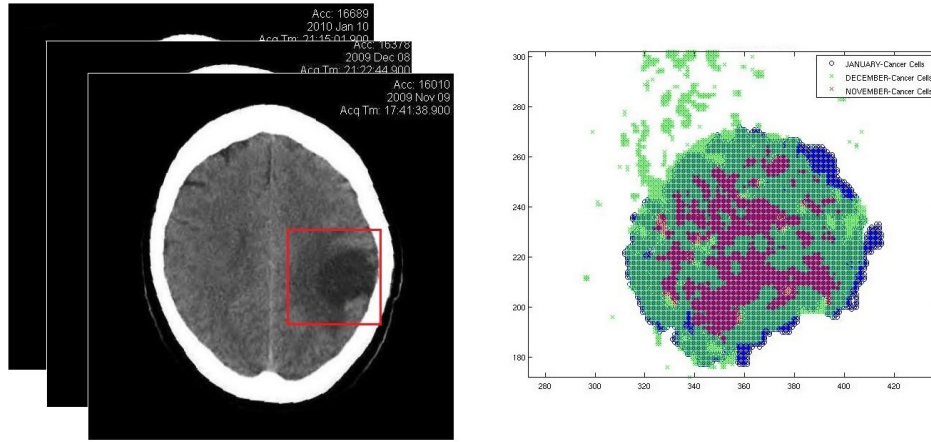 Acc: 16689
2010 Jan 10
Acq Tm: 21:15:01.900
Acc: 16378
2009 Dec 08
Acq Tm: 21:22:44.900
Acc: 16010
2009 Nov 09
Acq Tm: 17:41:38.900
JANUARY-Cancer Cells
DECEMBER-Cancer Cells
NOVEMBER-Cancer Cells
300
280
260
240
220
200
180
280 300 320 340 360 380 400 420